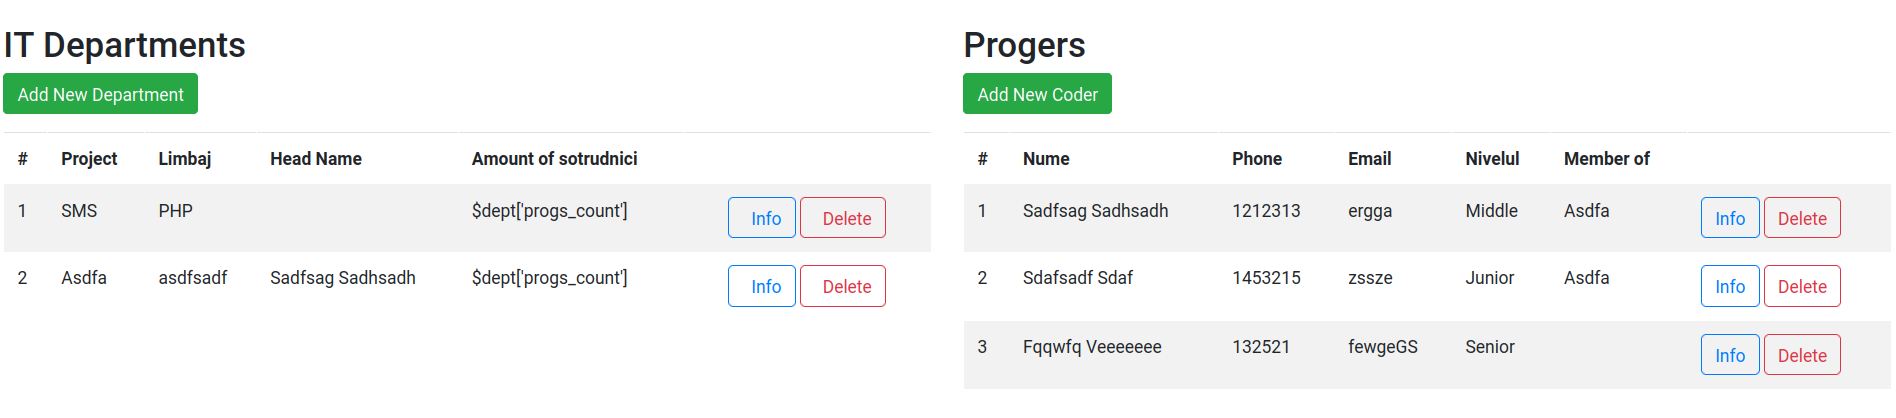 IT Departments
Add New Department
# Project Limbaj Head Name Amount of sotrudnici
1 SMS PHP $dept['progs_count'] Info Delete
2 Asdfa asdfsadf Sadfsag Sadhsadh $dept['progs_count'] Info Delete
Progers
Add New Coder
# Nume Phone Email Nivelul Member of
1 Sadfsag Sadhsadh 1212313 ergga Middle Asdfa Info Delete
2 Sdafsadf Sdaf 1453215 zssze Junior Asdfa Info Delete
3 Fqqwfq Veeeeeee 132521 fewgeGS Senior Info Delete